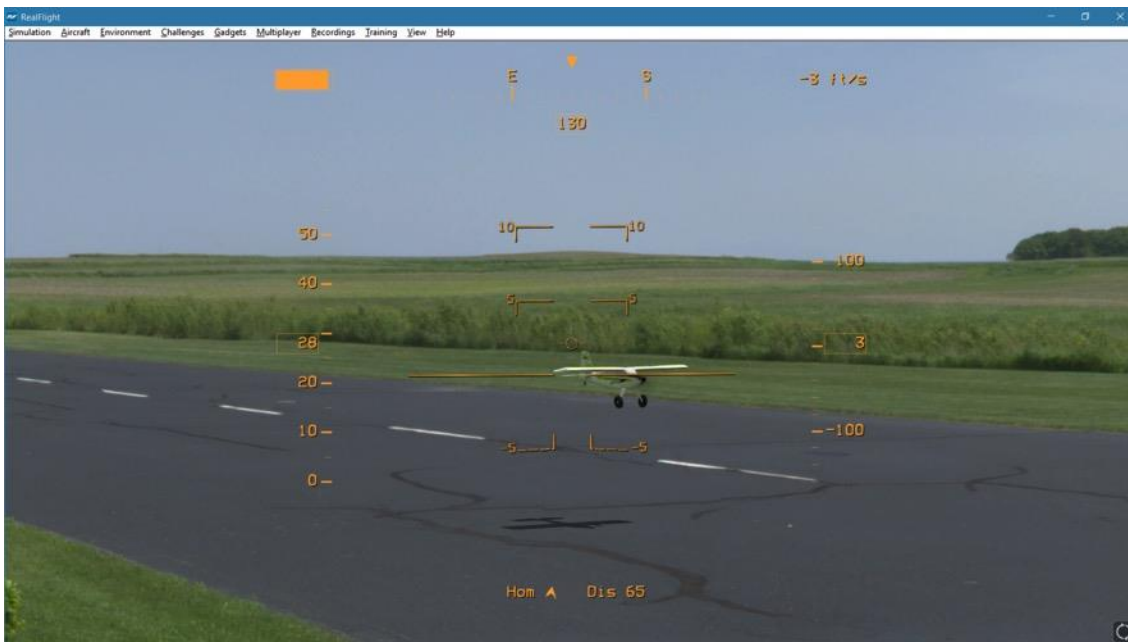 RealFlight
Simulation Aircraft Environment Challenges Gadgets Multiplayer Recordings Training View Help
E S -3 ft/s
130
10 10
50
100
40
5 5
28 3
20
10 -100
-5 -5
0
Hom Dis 65